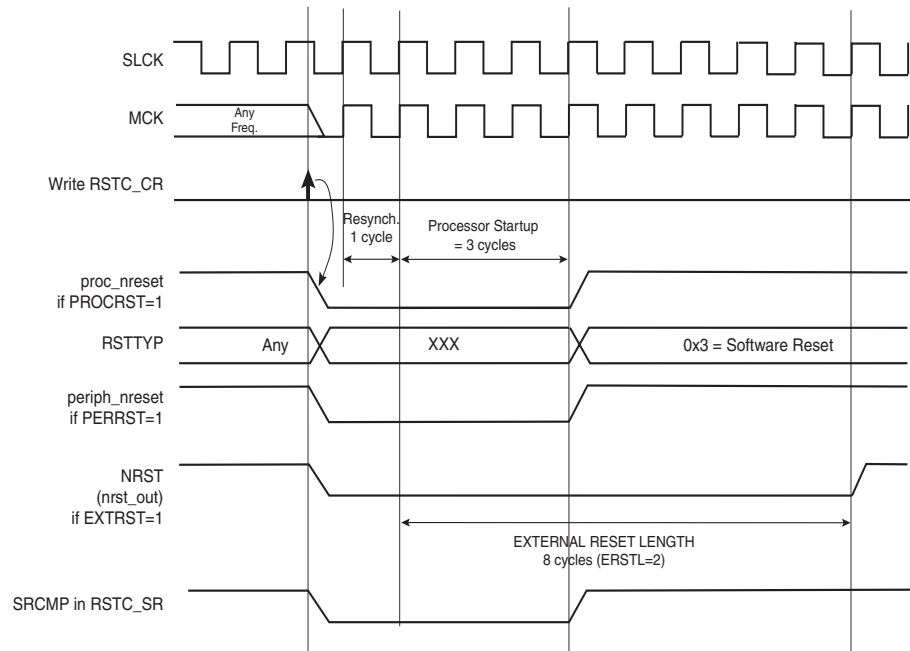 SLCK
MCK
Any
Freq.
Write RSTC_CR
Resynch.
1 cycle
Processor Startup
= 3 cycles
proc_nreset
if PROCRST=1
RSTTYP
Any
XXX
0x3 = Software Reset
periph_nreset
if PERRST=1
NRST
(nrst_out)
if EXTRST=1
EXTERNAL RESET LENGTH
8 cycles (ERSTL=2)
SRCMP in RSTC_SR